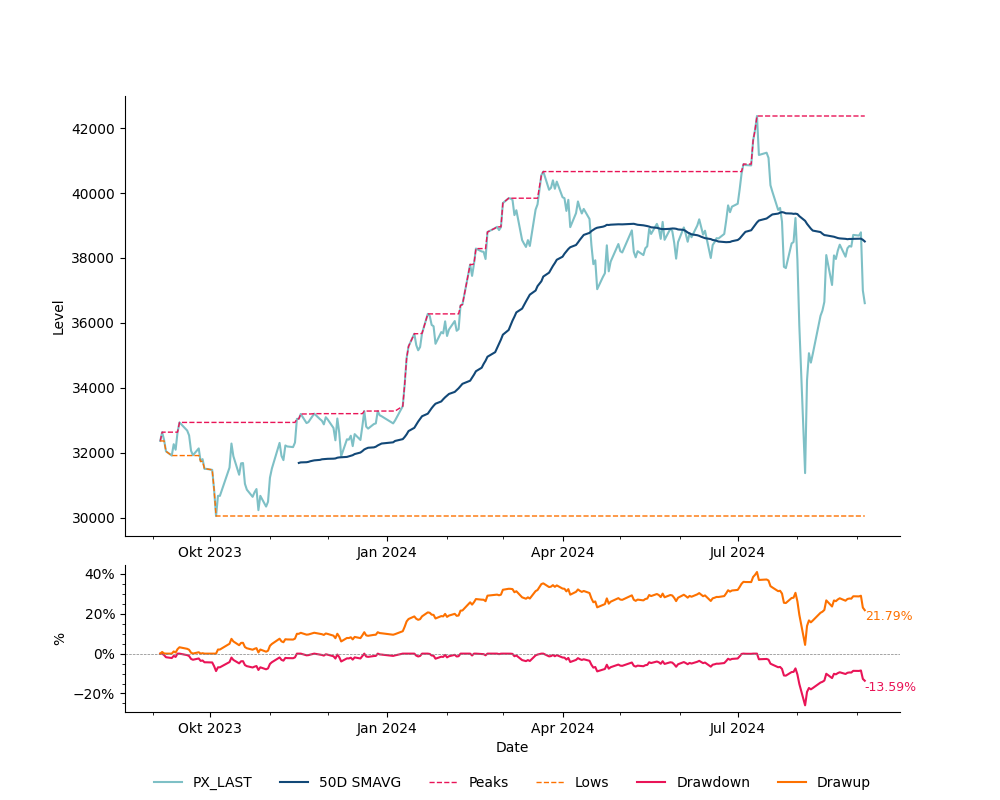 42000
40000
38000
36000
34000
32000
30000
Level
Okt 2023 Jan 2024 Apr 2024 Jul 2024
40%
20%
0%
−20%
%
21.79%
-13.59%
Okt 2023 Jan 2024 Apr 2024 Jul 2024
Date
PX_LAST 50D SMAVG Peaks Lows Drawdown Drawup